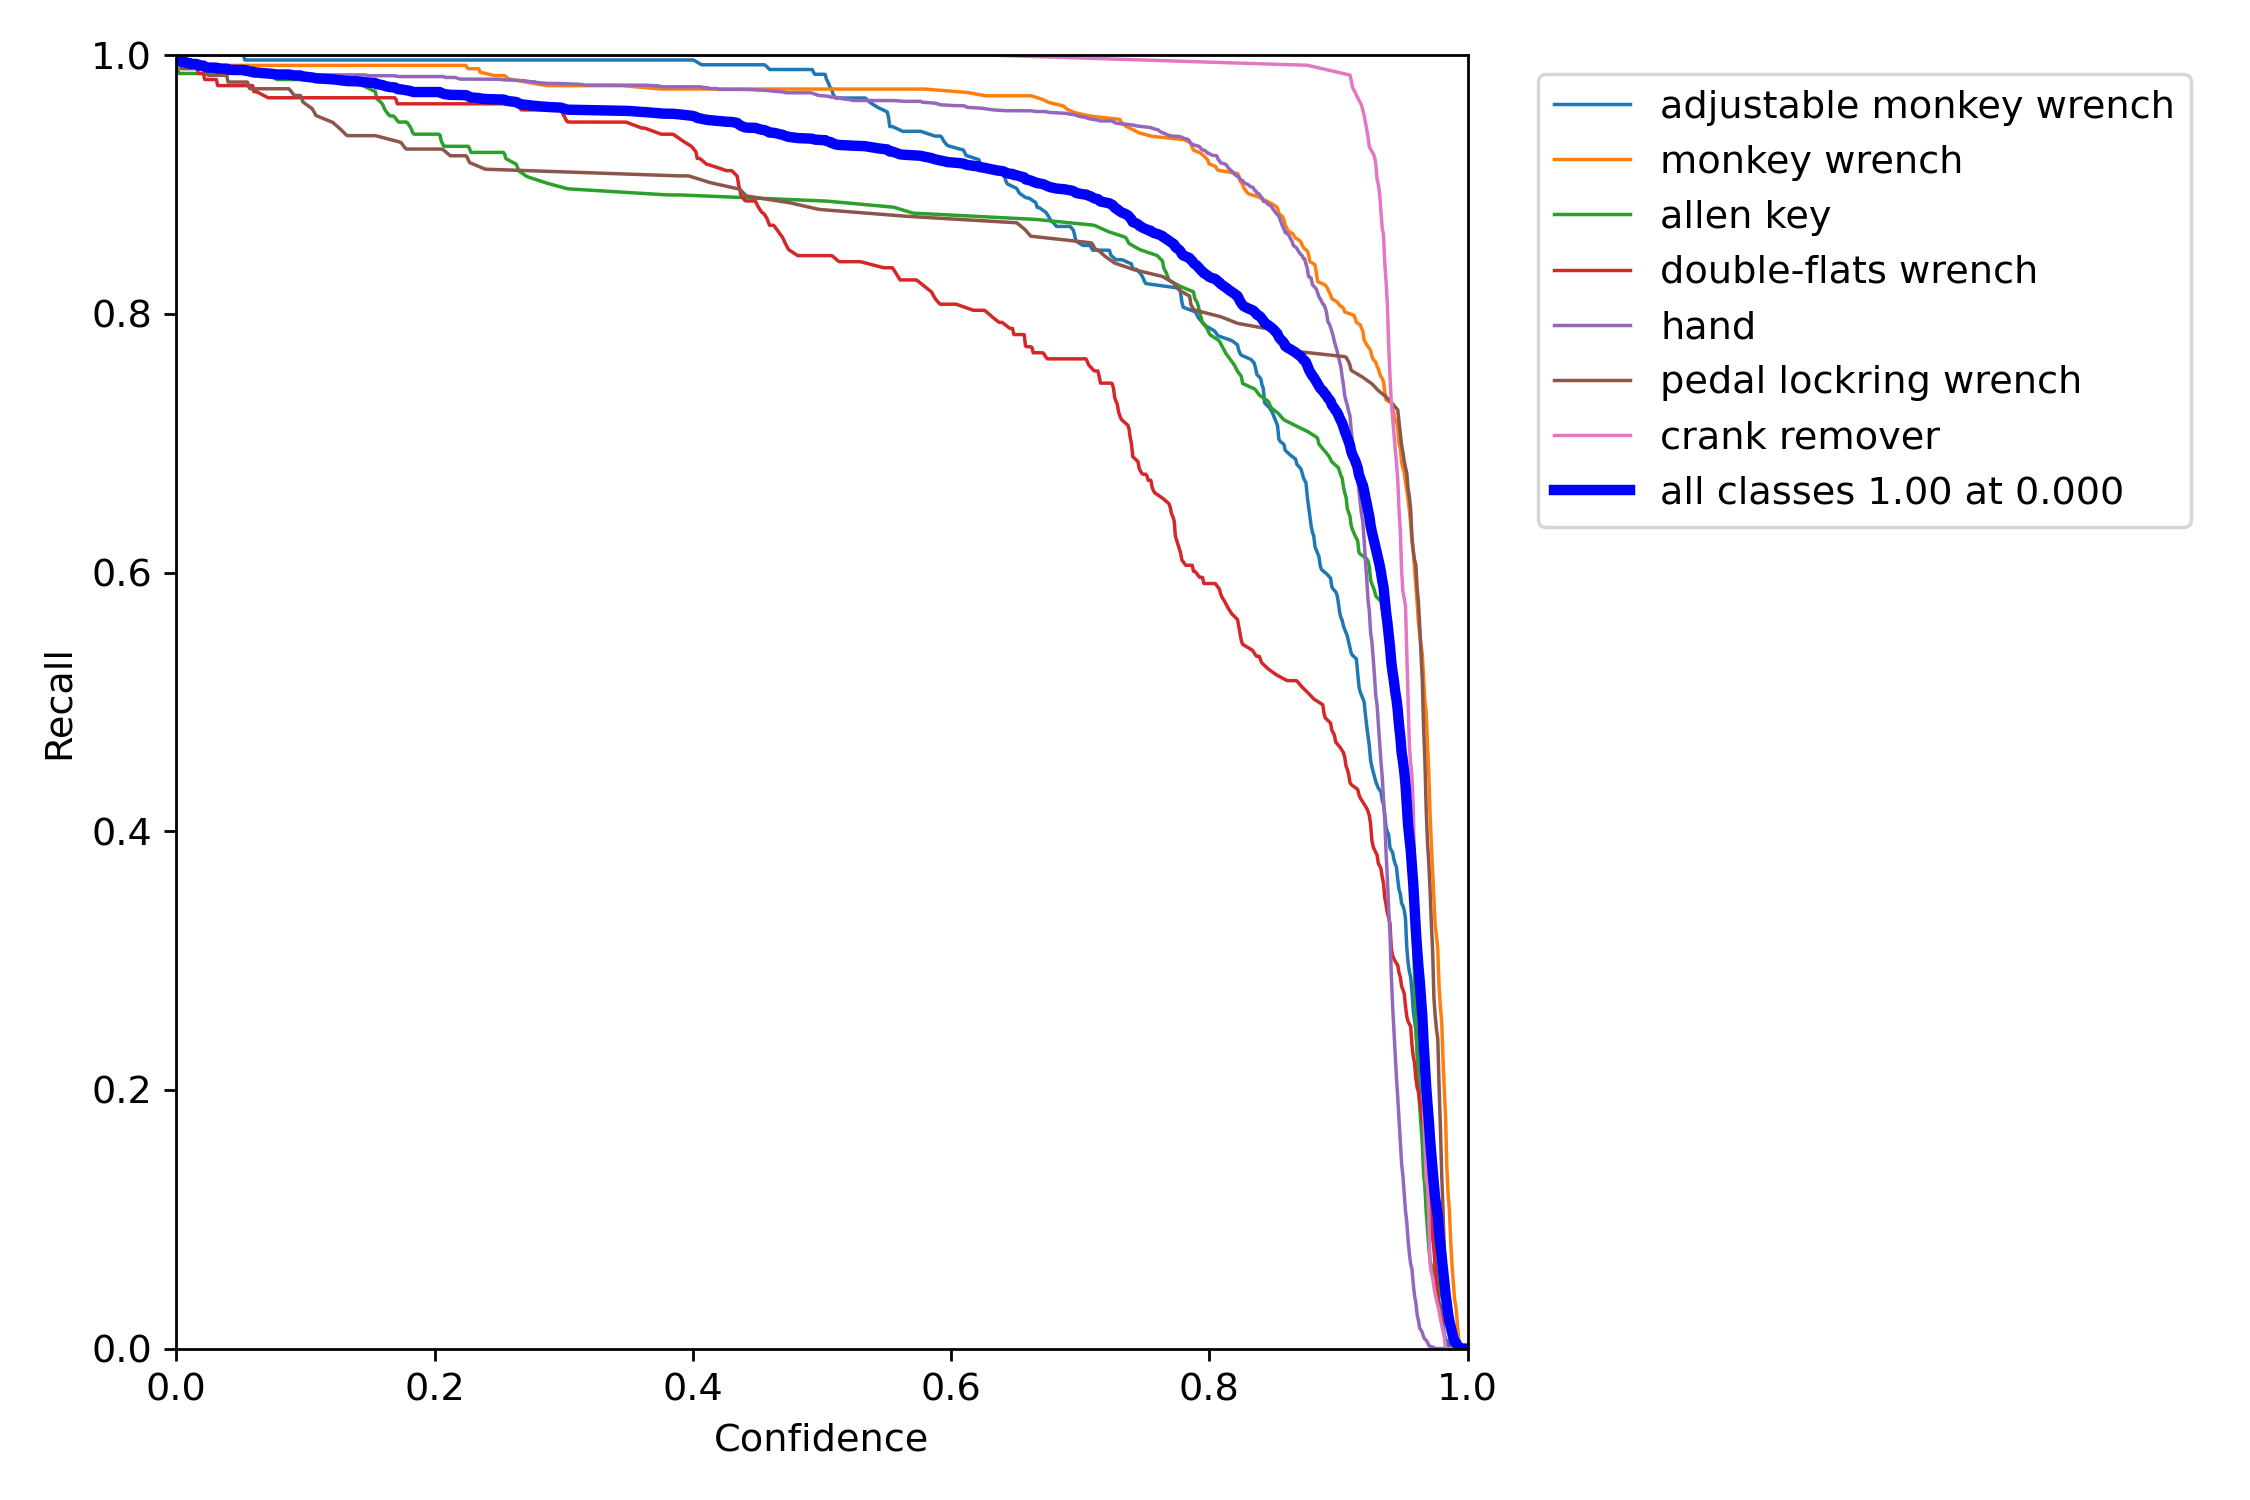 1.0
0.8
0.6
0.4
0.2
0.0
Recall
0.0 0.2 0.4 0.6 0.8 1.0
Confidence
adjustable monkey wrench
monkey wrench
allen key
double-flats wrench
hand
pedal lockring wrench
crank remover
all classes 1.00 at 0.000